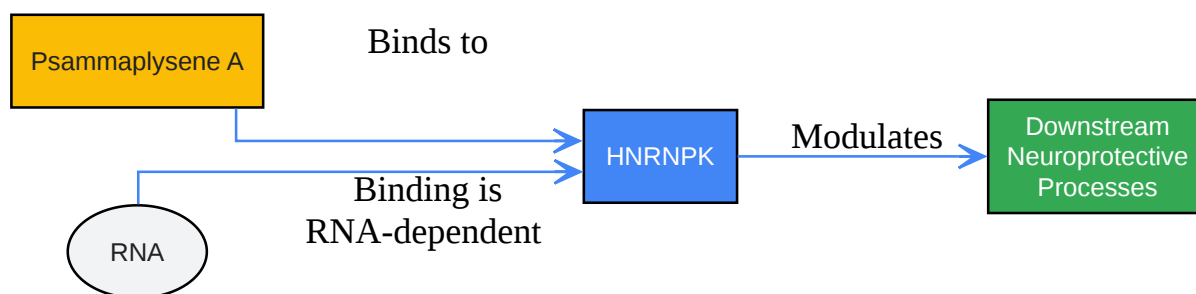 Binds to
Psammaplysene A
HNRNPK
Modulates
Downstream
Neuroprotective
Processes
Binding is
RNA-dependent
RNA